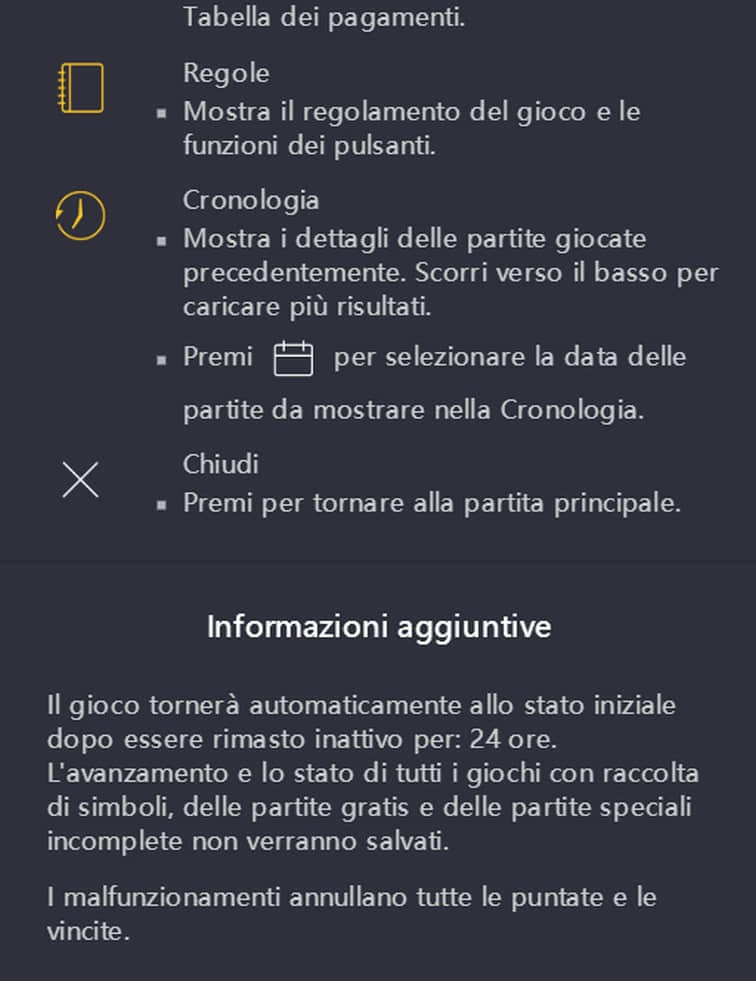 Tabella dei pagamenti.
Regole
▪ Mostra il regolamento del gioco e le
funzioni dei pulsanti.
Cronologia
▪ Mostra i dettagli delle partite giocate
precedentemente. Scorri verso il basso per
caricare più risultati.
▪ Premi per selezionare la data delle
partite da mostrare nella Cronologia.
Chiudi
▪ Premi per tornare alla partita principale.
Informazioni aggiuntive
Il gioco tornerà automaticamente allo stato iniziale
dopo essere rimasto inattivo per: 24 ore.
L'avanzamento e lo stato di tutti i giochi con raccolta
di simboli, delle partite gratis e delle partite speciali
incomplete non verranno salvati.
I malfunzionamenti annullano tutte le puntate e le
vincite.